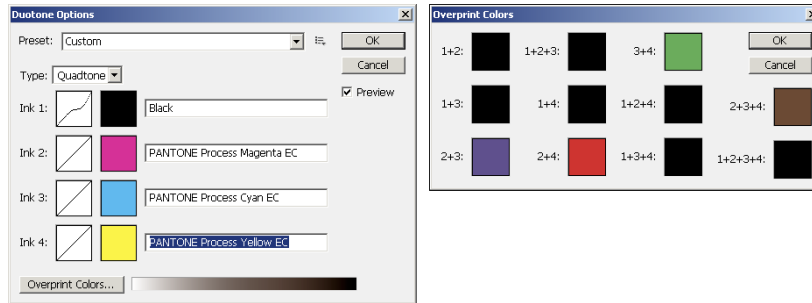 Duotone Options
Preset: Custom
OK
Cancel
Type: Quadtone
Preview
Ink 1: Black
Ink 2: PANTONE Process Magenta EC
Ink 3: PANTONE Process Cyan EC
Ink 4: PANTONE Process Yellow EC
Overprint Colors...
Overprint Colors
1+2: 1+2+3: 3+4:
OK
Cancel
1+3: 1+4: 1+2+4: 2+3+4:
2+3: 2+4: 1+3+4: 1+2+3+4: